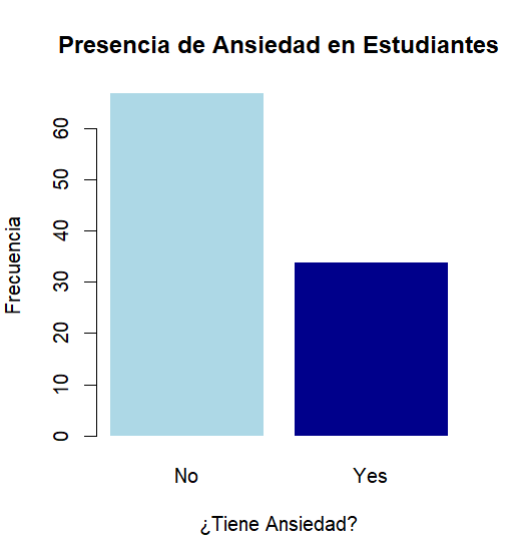 Presencia de Ansiedad en Estudiantes
Frecuencia
60
50
40
30
20
10
0
No Yes
¿Tiene Ansiedad?